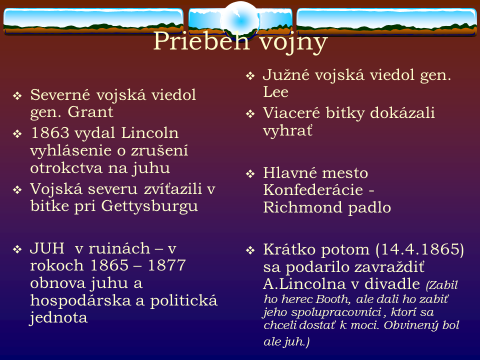 Priebeh vojny
Severné vojská viedol
gen. Grant
1863 vydal Lincoln
vyhlásenie o zrušení
otrokctva na juhu
Vojská severu zvíťazili v
bitke pri Gettysburgu
JUH v ruinách – v
rokoch 1865 – 1877
obnova juhu a
hospodárska a politická
jednota
Južné vojská viedol gen.
Lee
Viaceré bitky dokázali
vyhrať
Hlavné mesto
Konfederácie -
Richmond padlo
Krátko potom (14.4.1865)
sa podarilo zavraždiť
A.Lincolna v divadle (Zabil
ho herec Booth, ale dali ho zabiť
jeho spolupracovníci , ktorí sa
chceli dostať k moci. Obvinený bol
ale juh.)